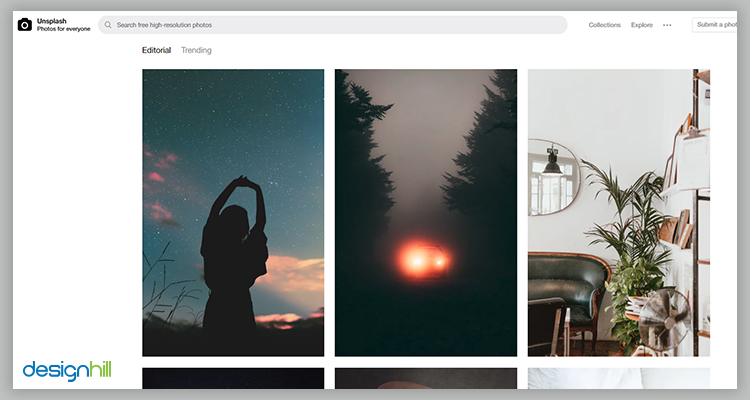 Unsplash
Photos for everyone
Search free high-resolution photos
Collections
Explore
Submit a phot
Editorial
Trending
designhill